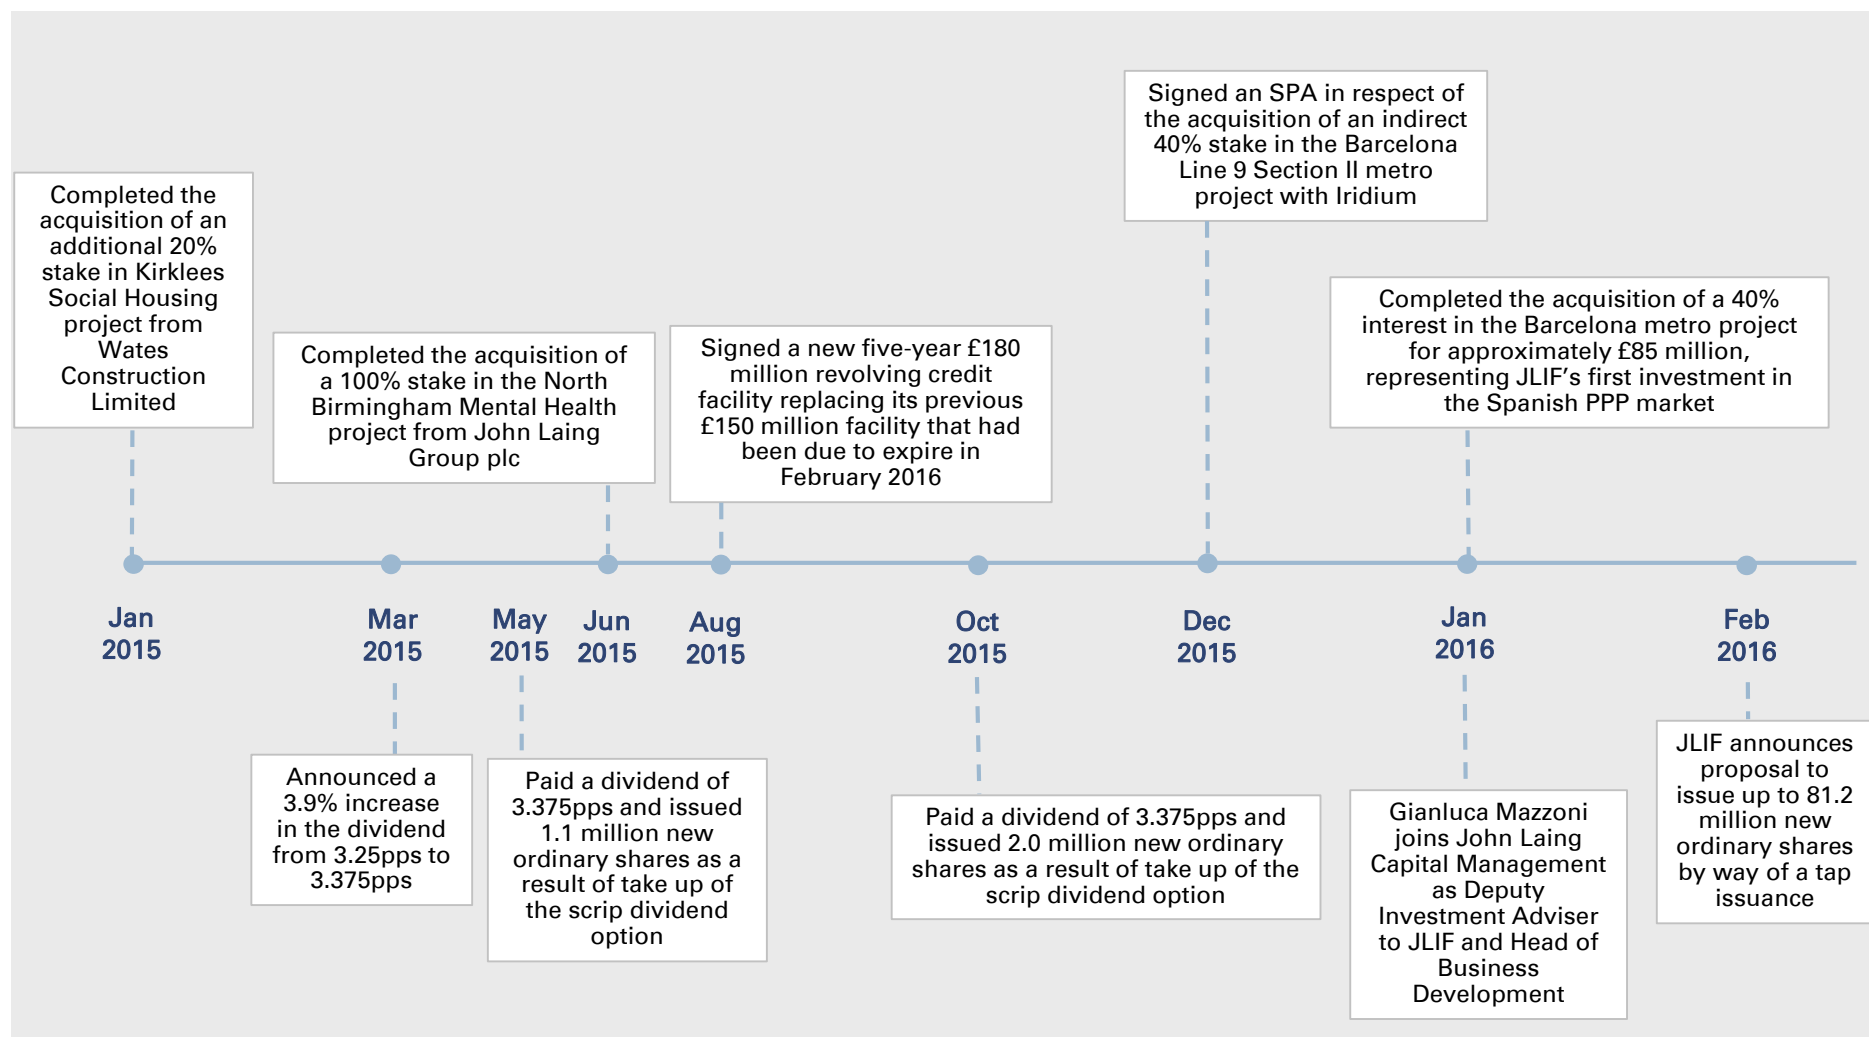 Signed an SPA in respect of
the acquisition of an indirect
40% stake in the Barcelona
Line 9 Section II metro
project with Iridium
Completed the
acquisition of an
additional 20%
stake in Kirklees
Social Housing
project from
Wates
Construction
Limited
Completed the acquisition of
a 100% stake in the North
Birmingham Mental Health
project from John Laing
Group plc
Signed a new five-year £180
million revolving credit
facility replacing its previous
£150 million facility that had
been due to expire in
February 2016
Completed the acquisition of a 40%
interest in the Barcelona metro project
for approximately £85 million,
representing JLIF’s first investment in
the Spanish PPP market
Jan
2015
Mar
2015
May
2015
Jun
2015
Aug
2015
Oct
2015
Dec
2015
Jan
2016
Feb
2016
Announced a
3.9% increase
in the dividend
from 3.25pps to
3.375pps
Paid a dividend of
3.375pps and issued
1.1 million new
ordinary shares as a
result of take up of
the scrip dividend
option
Paid a dividend of 3.375pps and
issued 2.0 million new ordinary
shares as a result of take up of the
scrip dividend option
Gianluca Mazzoni
joins John Laing
Capital Management
as Deputy
Investment Adviser
to JLIF and Head of
Business
Development
JLIF announces
proposal to
issue up to 81.2
million new
ordinary shares
by way of a tap
issuance